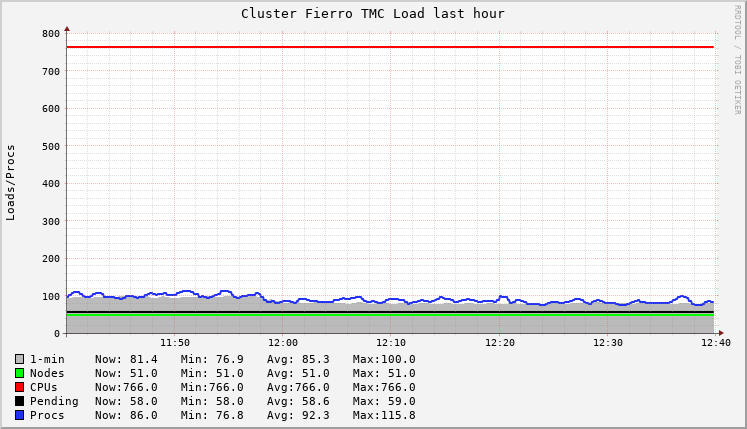 Cluster Fierro TMC Load last hour
RRDTOOL / TOBI OETIKER
Loads/Procs
800
700
600
500
400
300
200
100
0
11:50 12:00 12:10 12:20 12:30 12:40
1-min Now: 81.4 Min: 76.9 Avg: 85.3 Max:100.0
Nodes Now: 51.0 Min: 51.0 Avg: 51.0 Max: 51.0
CPUs Now:766.0 Min:766.0 Avg:766.0 Max:766.0
Pending Now: 58.0 Min: 58.0 Avg: 58.6 Max: 59.0
Procs Now: 86.0 Min: 76.8 Avg: 92.3 Max:115.8